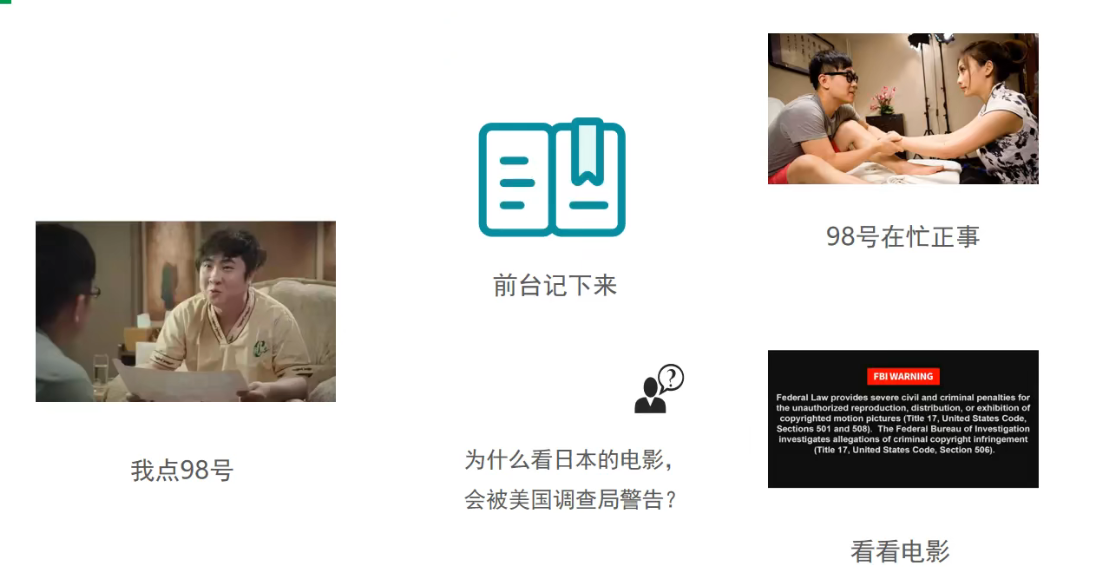 98号在忙正事
前台记下来
FBI WARNING
Federal Law provides severe civil and criminal penalties for
the unauthorized reproduction, distribution, or exhibition of
copyrighted motion pictures (Title 17, United States Code,
Sections 501 and 508). The Federal Bureau of Investigation
investigates allegations of criminal copyright infringement
(Title 17, United States Code, Section 506).
?
我点98号
为什么看日本的电影，
会被美国调查局警告？
看看电影